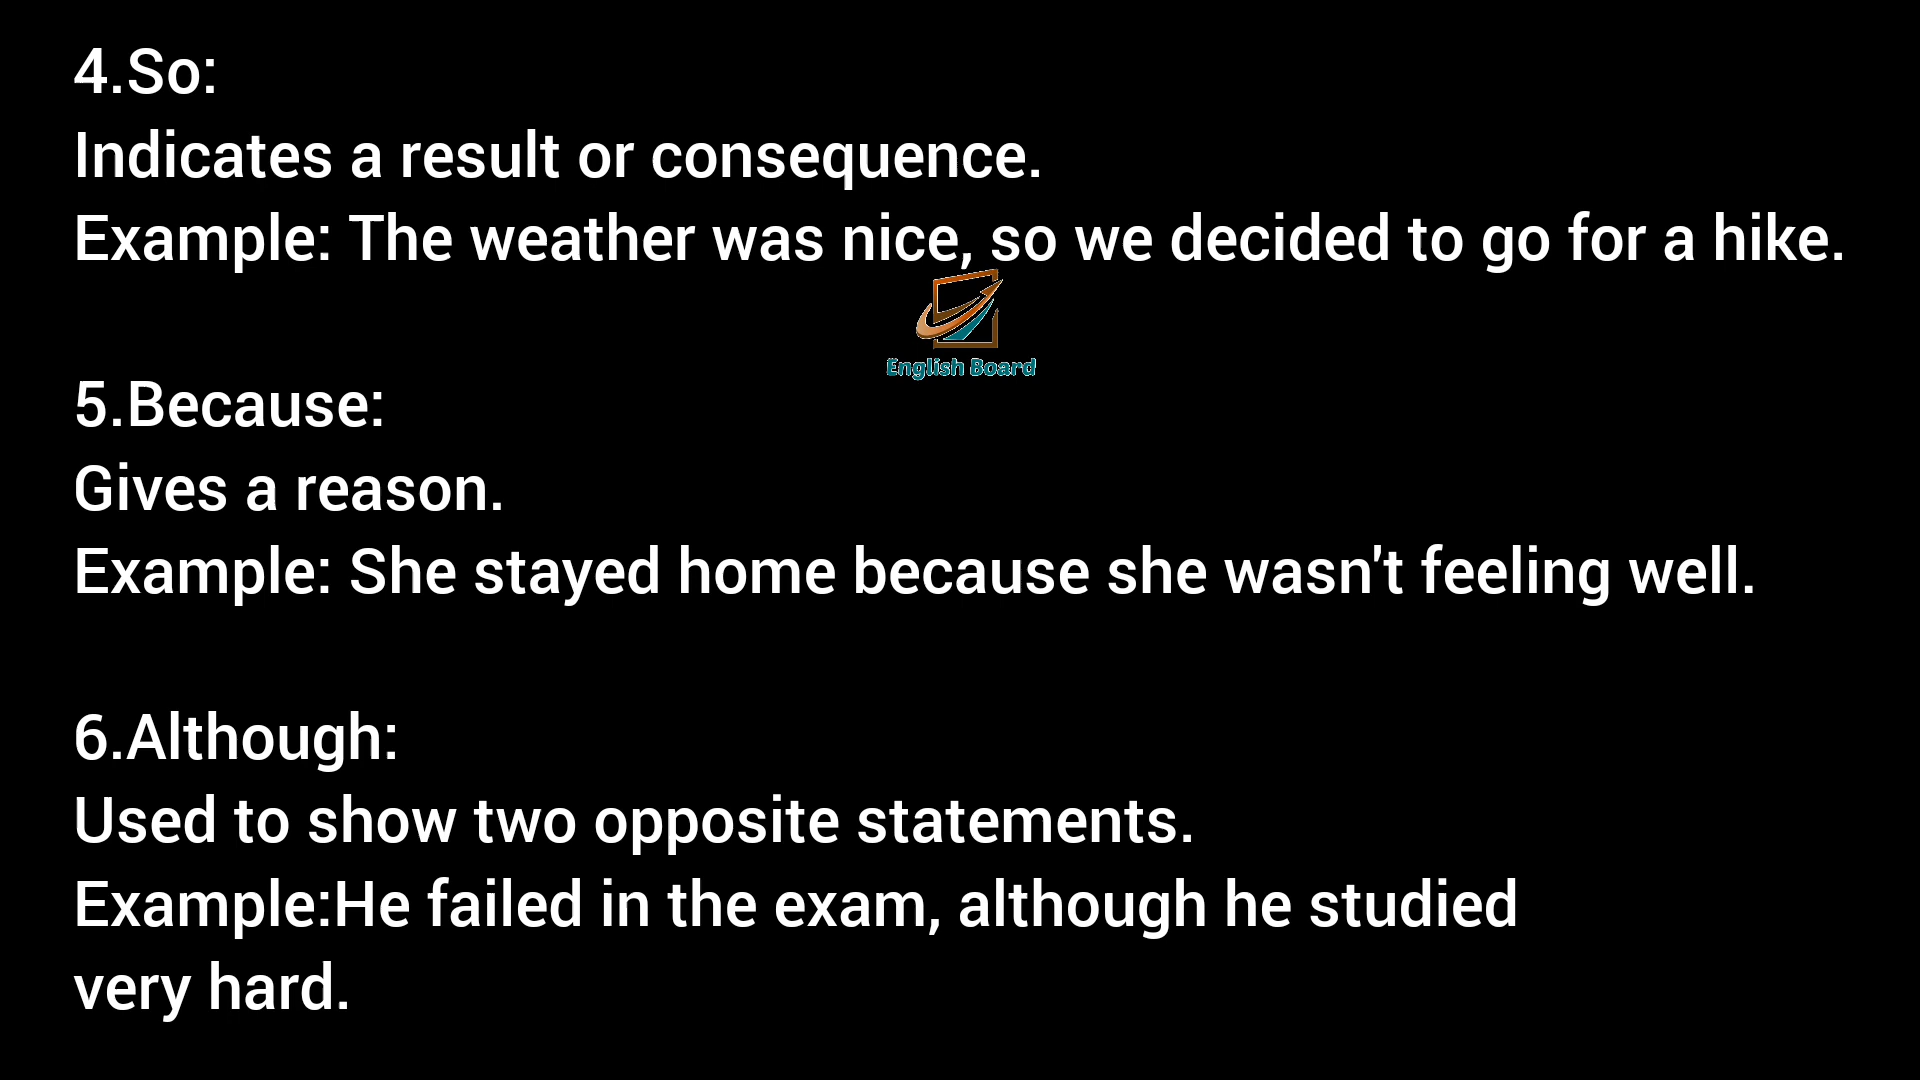 4.So:
Indicates a result or consequence.
Example: The weather was nice, so we decided to go for a hike.
English Board
5.Because:
Gives a reason.
Example: She stayed home because she wasn't feeling well.
6.Although:
Used to show two opposite statements.
Example:He failed in the exam, although he studied
very hard.